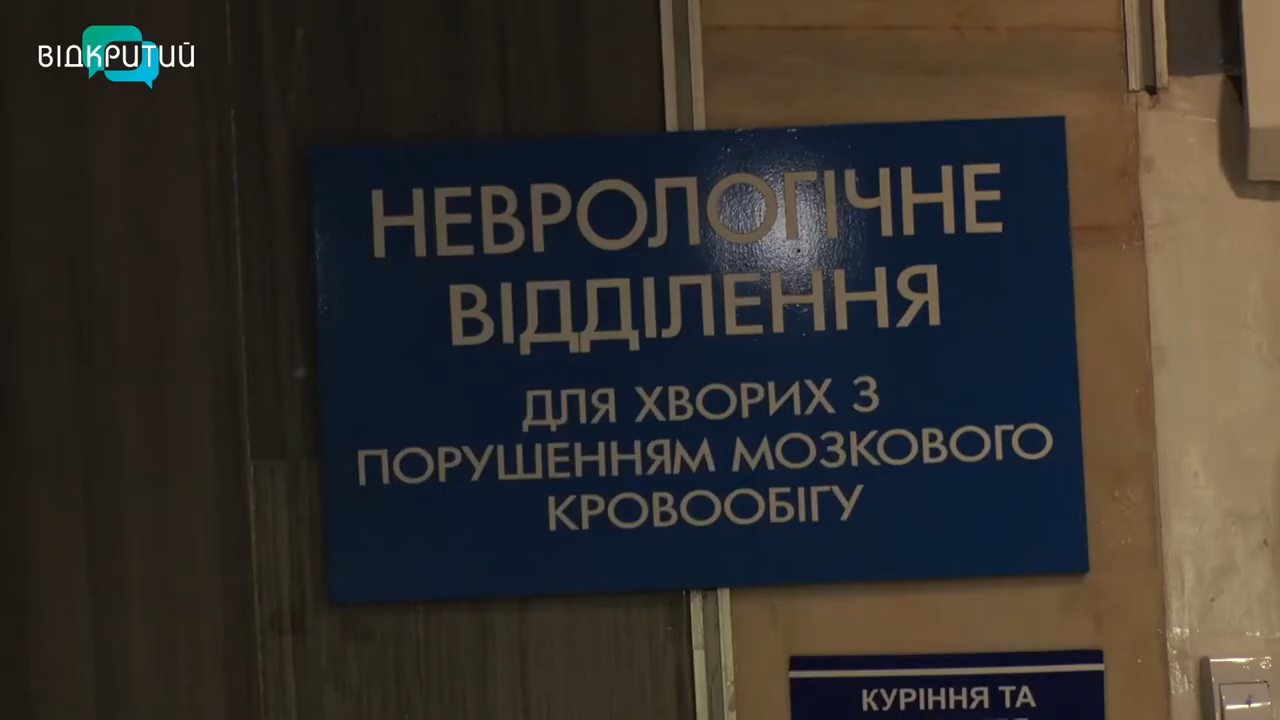 ВІДКРИТИЙ
НЕВРОЛОГІЧНЕ
ВІДДІЛЕННЯ
ДЛЯ ХВОРИХ З
ПОРУШЕННЯМ МОЗКОВОГО
КРОВООБІГУ
КУРІННЯ ТА